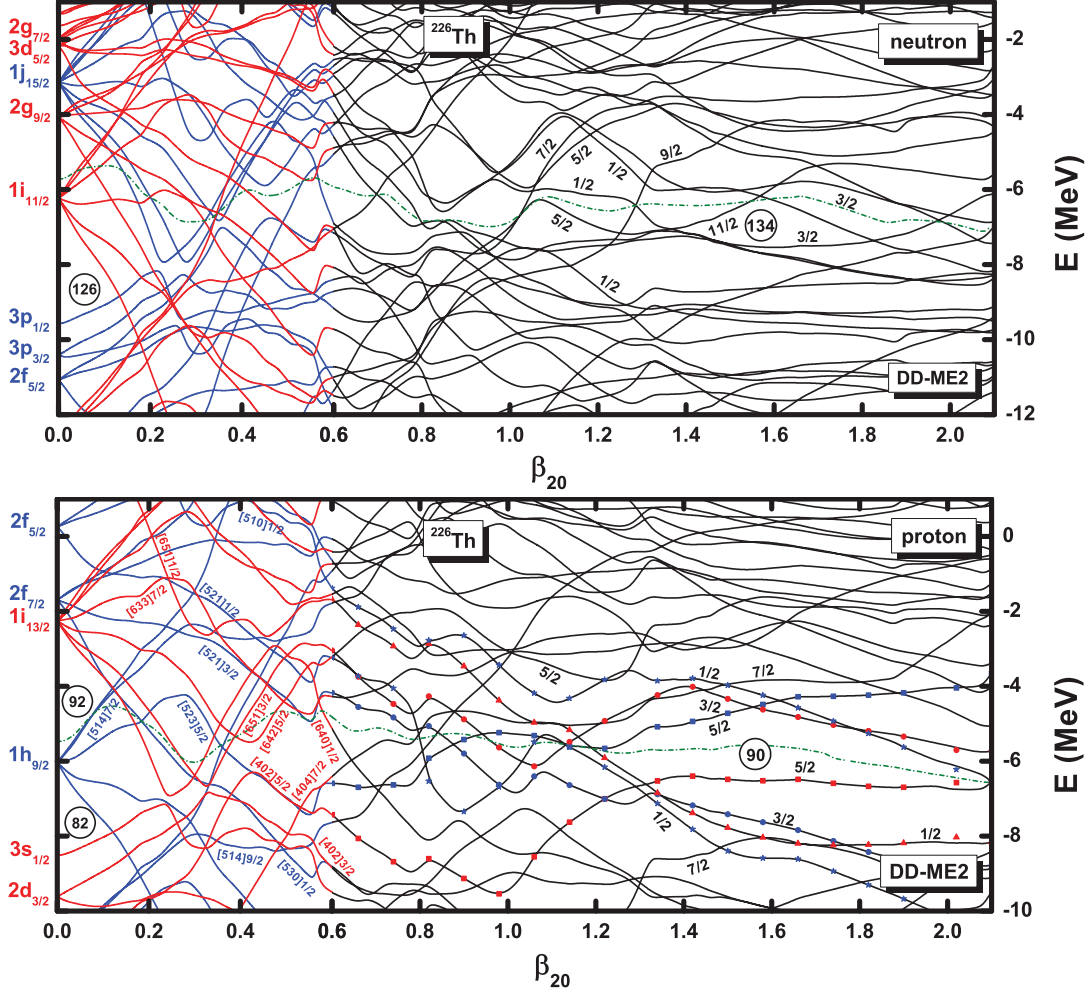 2g7/2
3d5/2
1j15/2
2g9/2
1i11/2
126
3p1/2
3p3/2
2f5/2
226Th
neutron
7/2
5/2
1/2
9/2
1/2
5/2
11/2
134
3/2
3/2
1/2
DD-ME2
-2
-4
-6
-8
-10
-12
E (MeV)
0.0 0.2 0.4 0.6 0.8 1.0 1.2 1.4 1.6 1.8 2.0
β20
2f5/2
2f7/2
1i13/2
92
1h9/2
82
3s1/2
2d3/2
226Th
proton
[510]1/2
[651]1/2
[633]7/2
[521]1/2
[521]3/2
[514]7/2
[523]5/2
[651]3/2
[642]5/2
[640]1/2
[402]5/2
[404]7/2
[514]9/2
[530]1/2
[402]3/2
5/2
1/2
7/2
3/2
5/2
90
5/2
1/2
3/2
1/2
7/2
DD-ME2
0
-2
-4
-6
-8
-10
E (MeV)
0.0 0.2 0.4 0.6 0.8 1.0 1.2 1.4 1.6 1.8 2.0
β20